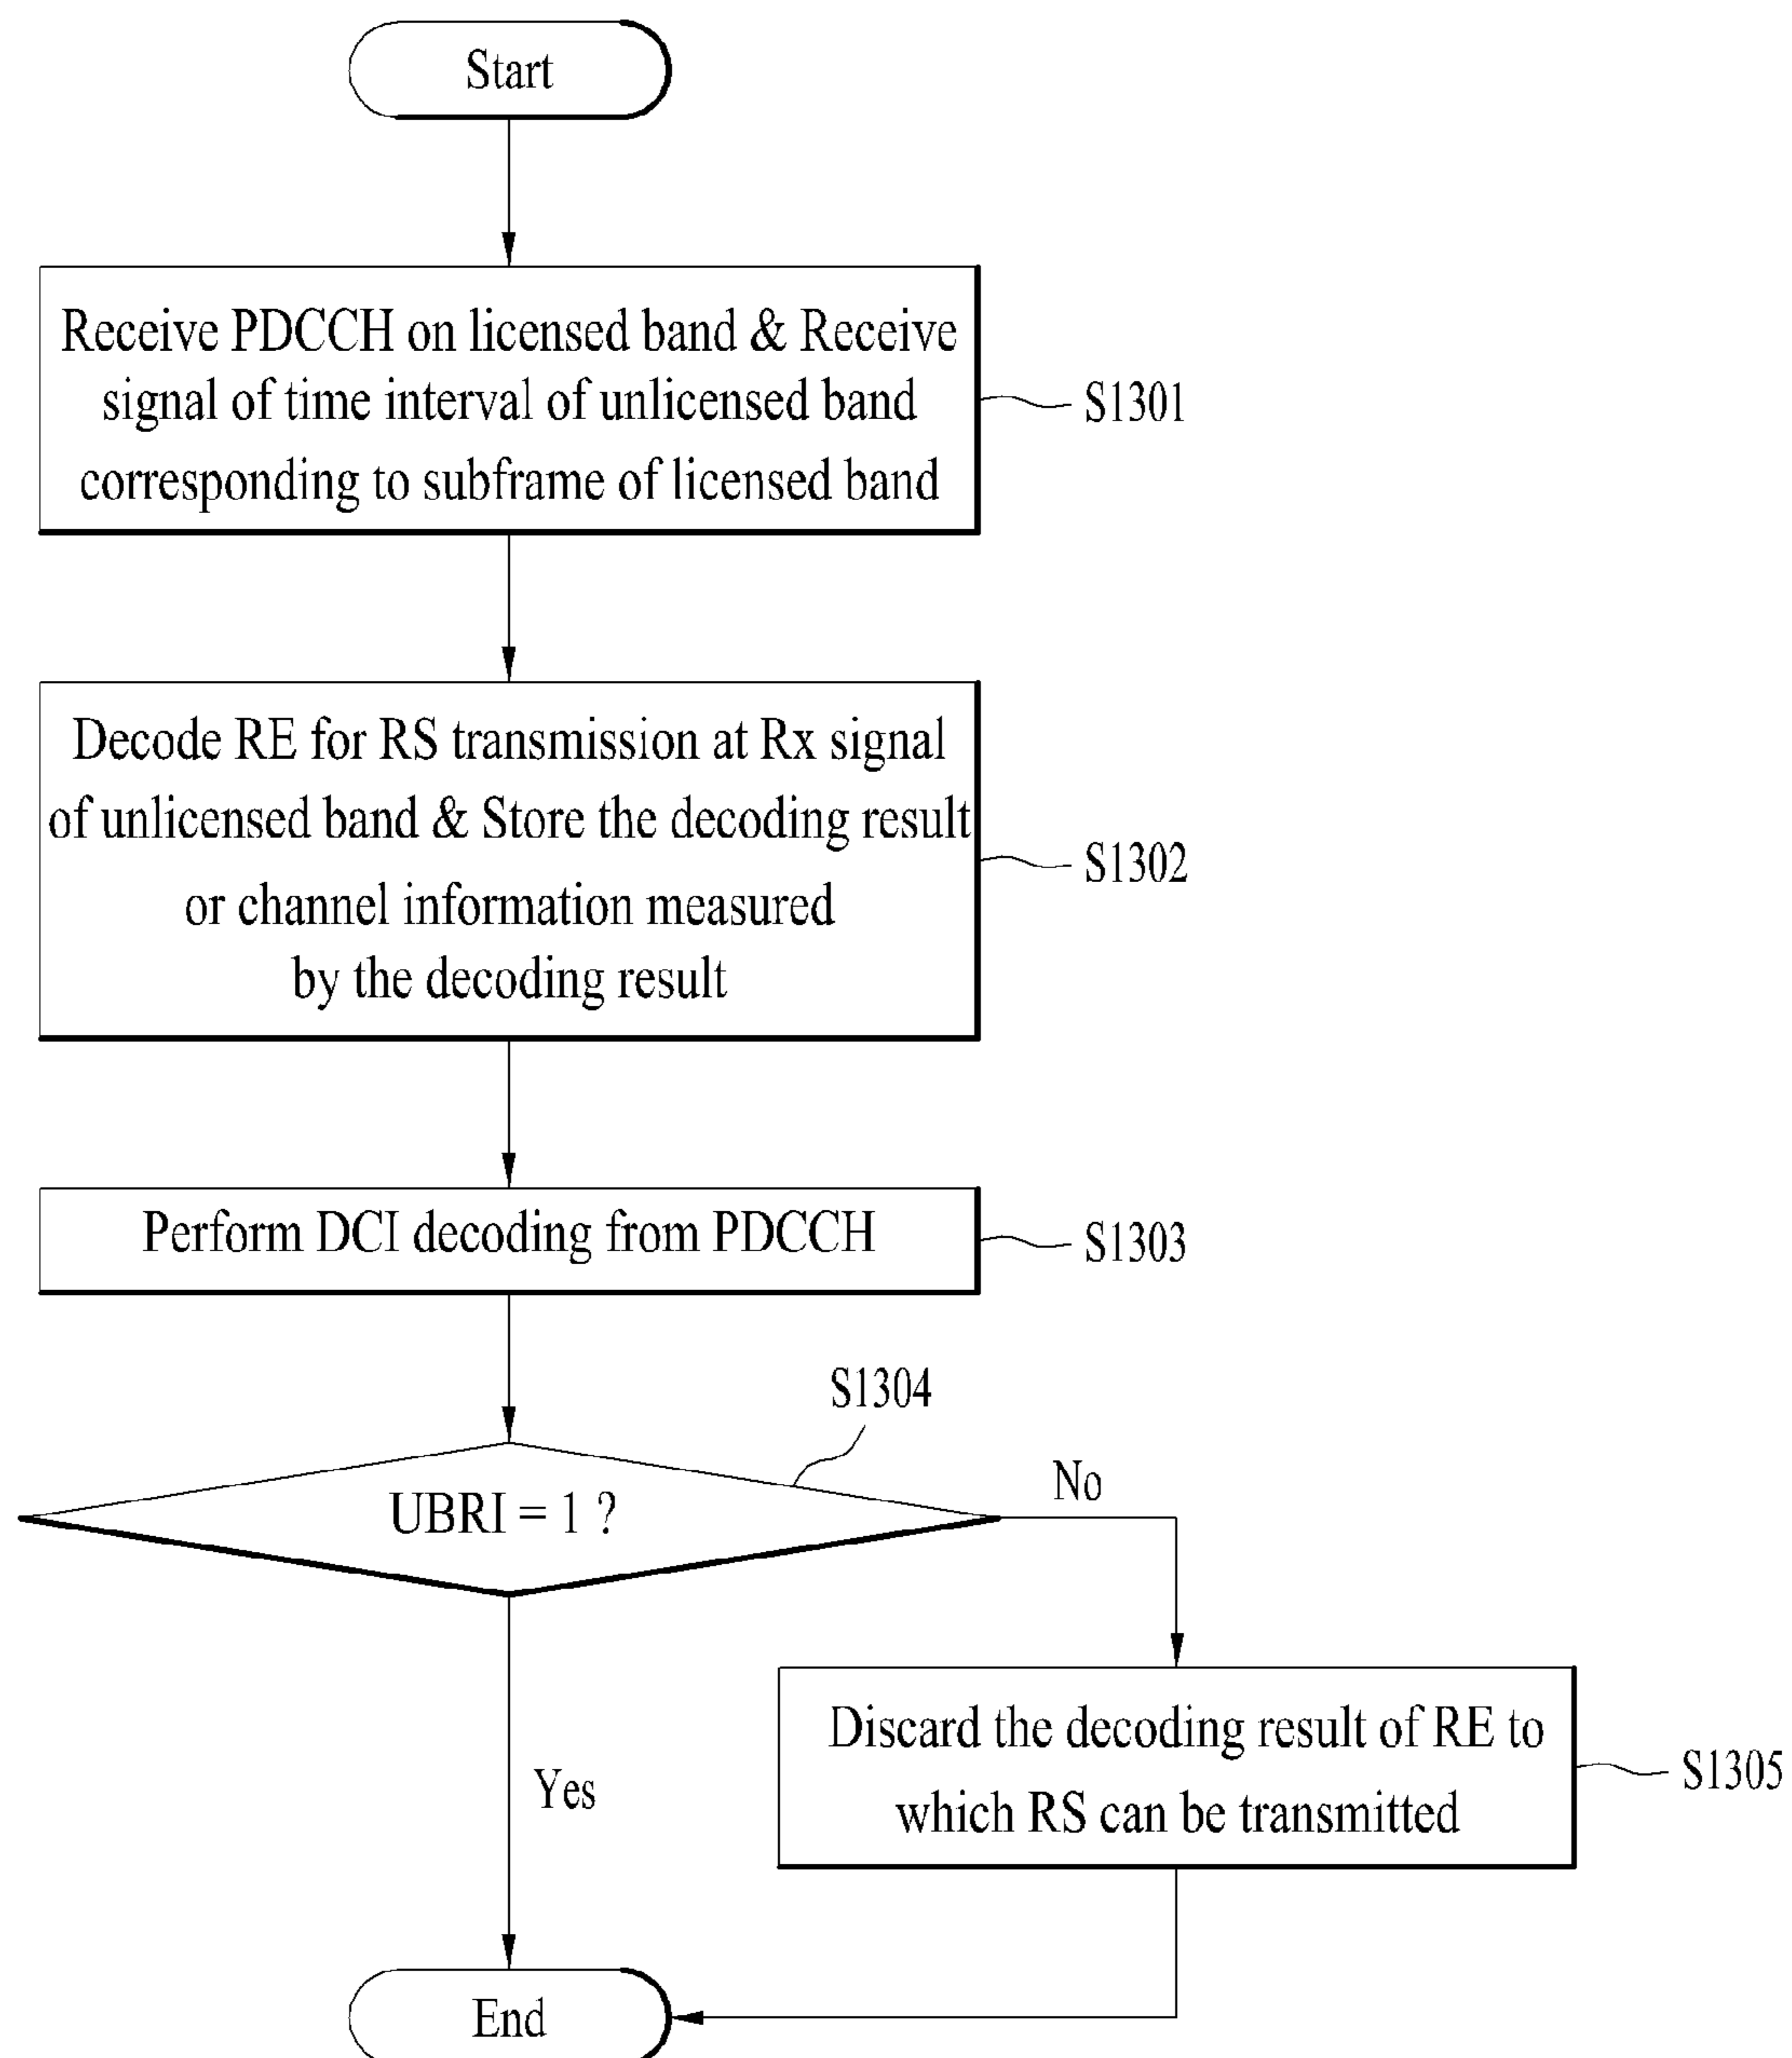 Start
Receive PDCCH on licensed band & Receive
signal of time interval of unlicensed band
corresponding to subframe of licensed band
S1301
Decode RE for RS transmission at Rx signal
of unlicensed band & Store the decoding result
or channel information measured
by the decoding result
S1302
Perform DCI decoding from PDCCH
S1303
S1304
UBRI = 1 ?
No
Yes
Discard the decoding result of RE to
which RS can be transmitted
S1305
End